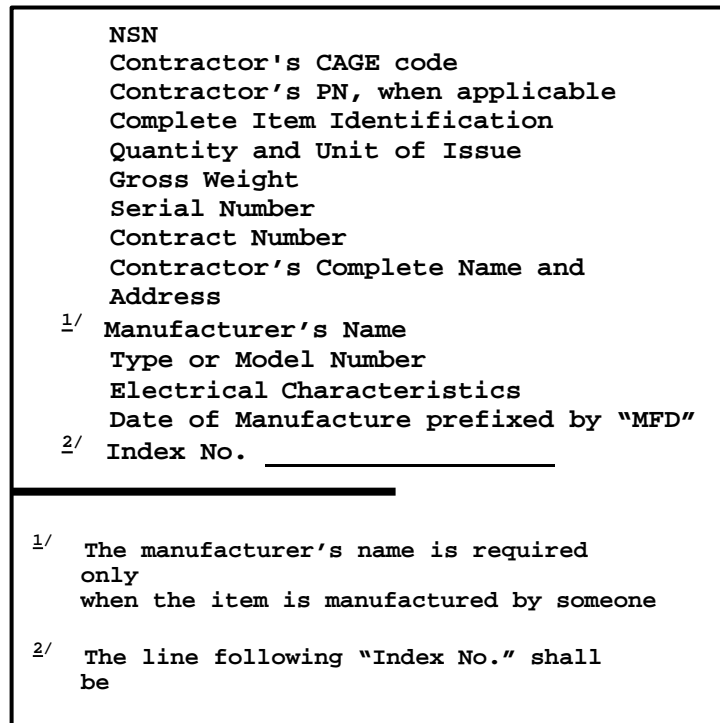 NSN
Contractor's CAGE code
Contractor’s PN, when applicable
Complete Item Identification
Quantity and Unit of Issue
Gross Weight
Serial Number
Contract Number
Contractor’s Complete Name and
Address
1/ Manufacturer’s Name
Type or Model Number
Electrical Characteristics
Date of Manufacture prefixed by “MFD”
2/ Index No. ____________________
1/ The manufacturer’s name is required
only
when the item is manufactured by someone
2/ The line following “Index No.” shall
be